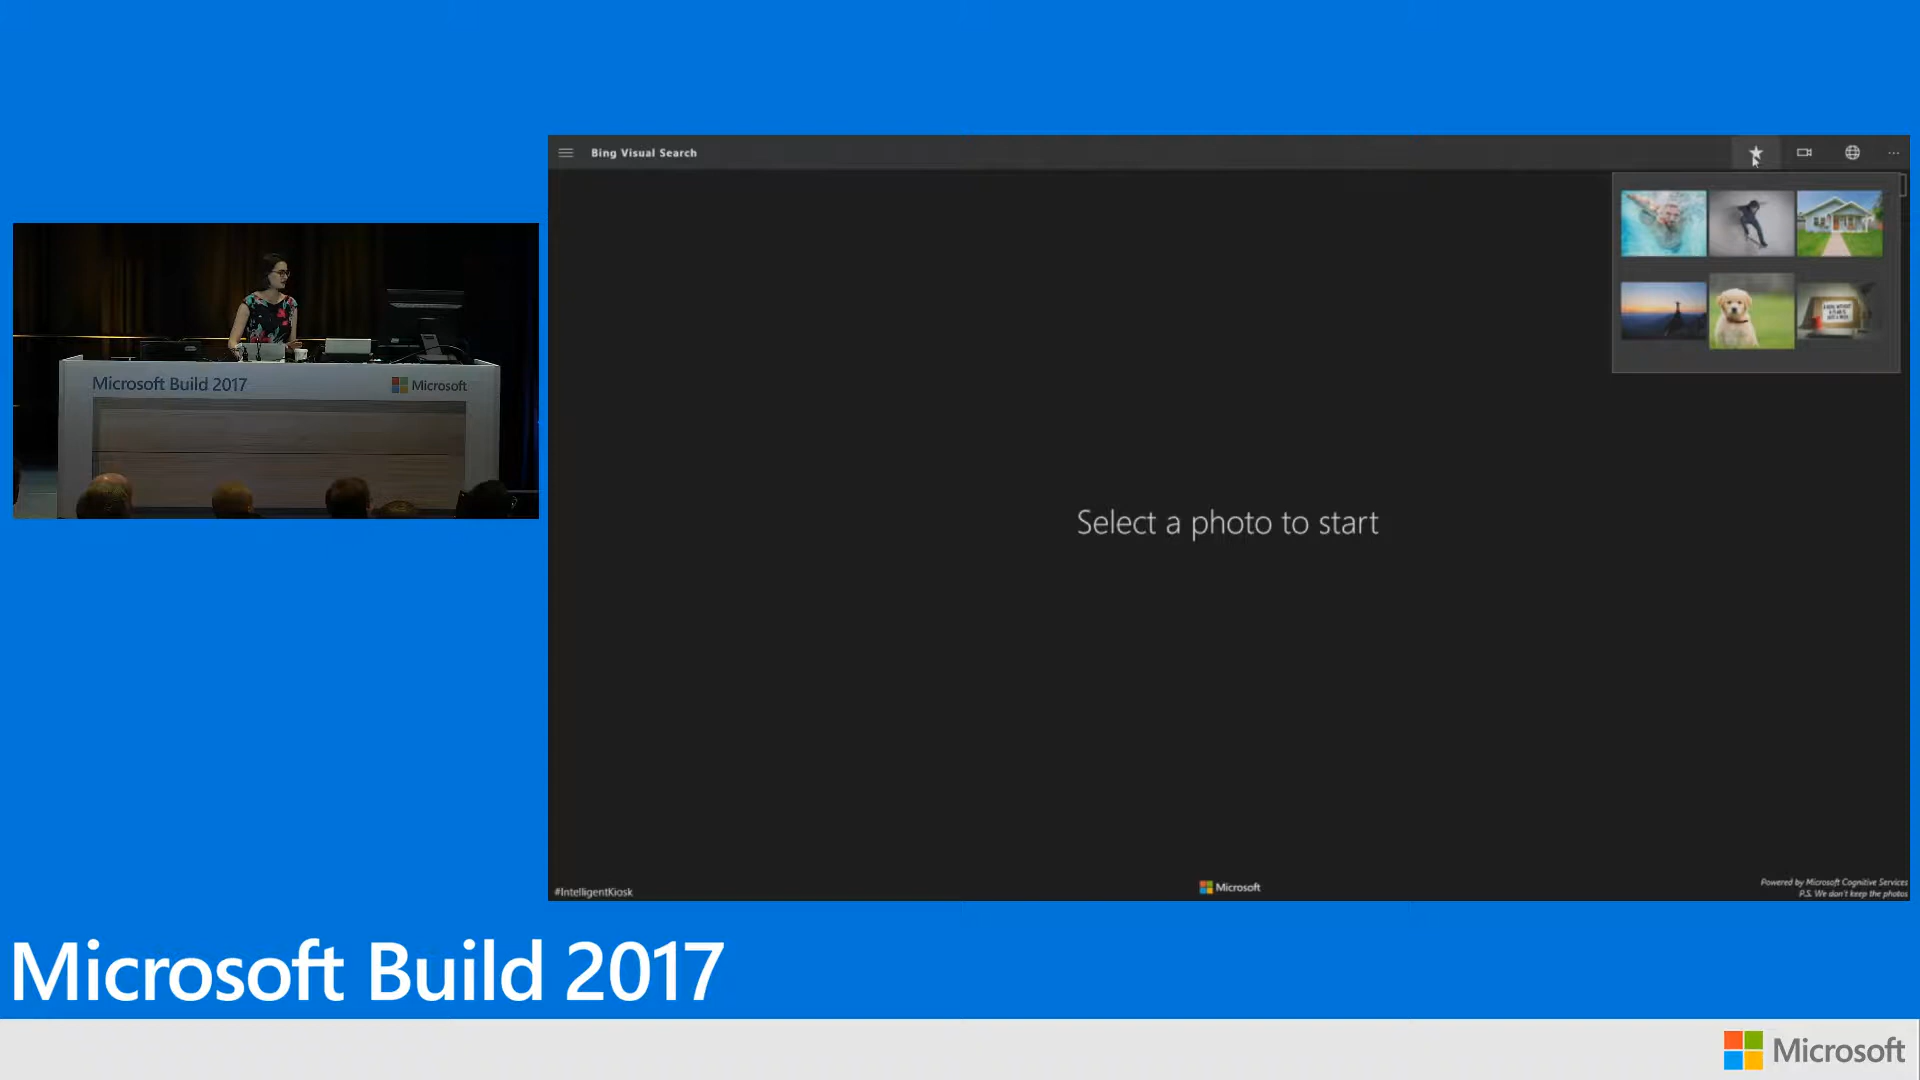 Bing Visual Search
Select a photo to start
Microsoft Build 2017
Microsoft
#IntelligentKiosk
Microsoft
Powered by Microsoft Cognitive Services
P.S. We don't keep the photos
Microsoft Build 2017
Microsoft